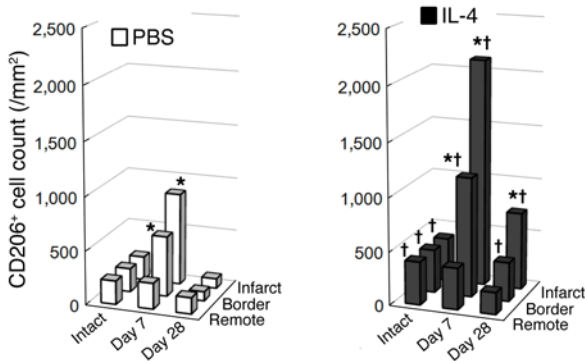 PBS
CD206⁺ cell count (/mm²)
2,500
2,000
1,500
1,000
500
0
*
*
Intact
Day 7
Day 28
Infarct
Border
Remote
IL-4
2,500
2,000
1,500
1,000
500
0
† † †
*†
*†
†
*†
Intact
Day 7
Day 28
Infarct
Border
Remote